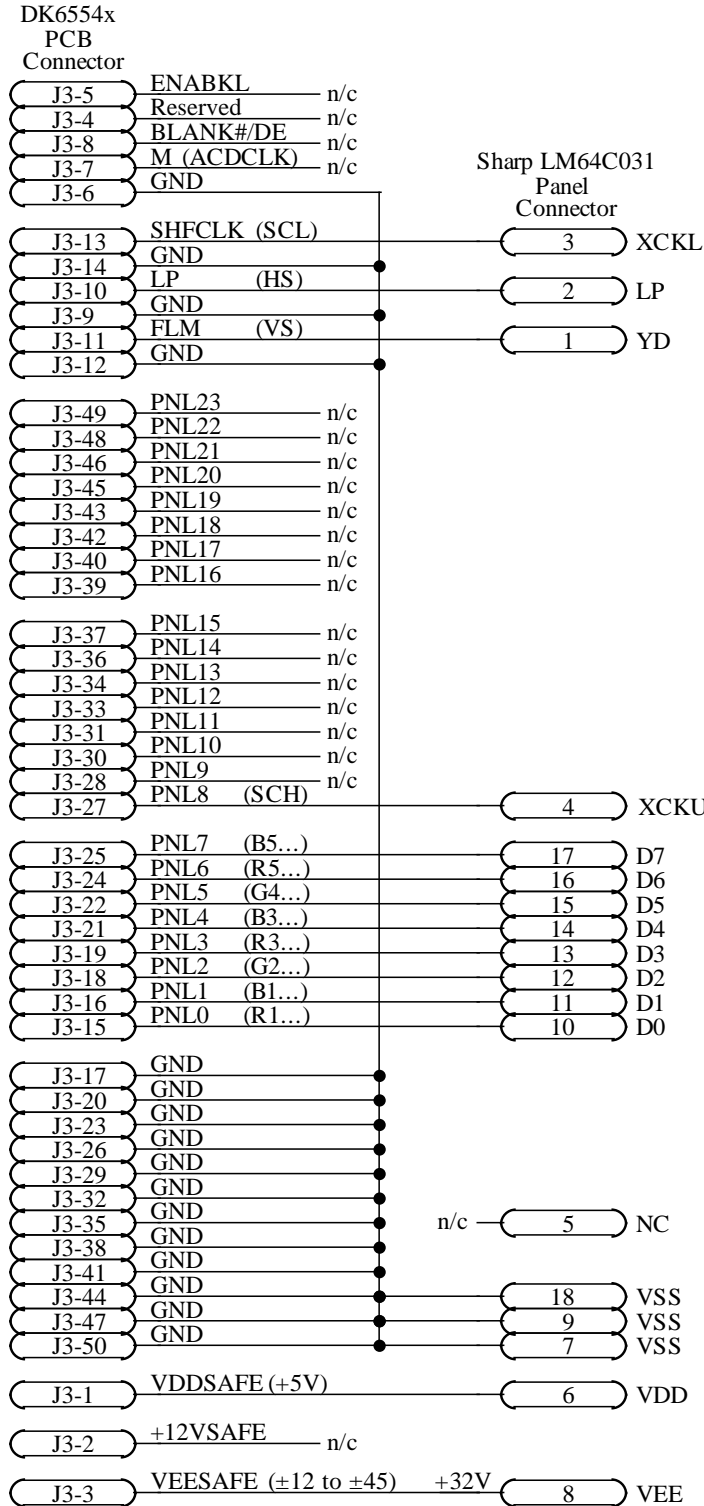 DK6554x
PCB
Connector
Sharp LM64C031
Panel
Connector
J3-5 ENABKL n/c
J3-4 Reserved n/c
J3-8 BLANK#/DE n/c
J3-7 M (ACDCLK) n/c
J3-6 GND
J3-13 SHFCLK (SCL) 3 XCKL
J3-14 GND
J3-10 LP (HS) 2 LP
J3-9 GND
J3-11 FLM (VS) 1 YD
J3-12 GND
J3-49 PNL23 n/c
J3-48 PNL22 n/c
J3-46 PNL21 n/c
J3-45 PNL20 n/c
J3-43 PNL19 n/c
J3-42 PNL18 n/c
J3-40 PNL17 n/c
J3-39 PNL16 n/c
J3-37 PNL15 n/c
J3-36 PNL14 n/c
J3-34 PNL13 n/c
J3-33 PNL12 n/c
J3-31 PNL11 n/c
J3-30 PNL10 n/c
J3-28 PNL9 n/c
J3-27 PNL8 (SCH) 4 XCKU
J3-25 PNL7 (B5...) 17 D7
J3-24 PNL6 (R5...) 16 D6
J3-22 PNL5 (G4...) 15 D5
J3-21 PNL4 (B3...) 14 D4
J3-19 PNL3 (R3...) 13 D3
J3-18 PNL2 (G2...) 12 D2
J3-16 PNL1 (B1...) 11 D1
J3-15 PNL0 (R1...) 10 D0
J3-17 GND
J3-20 GND
J3-23 GND
J3-26 GND
J3-29 GND
J3-32 GND
J3-35 GND n/c 5 NC
J3-38 GND
J3-41 GND
J3-44 GND 18 VSS
J3-47 GND 9 VSS
J3-50 GND 7 VSS
J3-1 VDDSAFE (+5V) 6 VDD
J3-2 +12VSAFE n/c
J3-3 VEESAFE (±12 to ±45) +32V 8 VEE